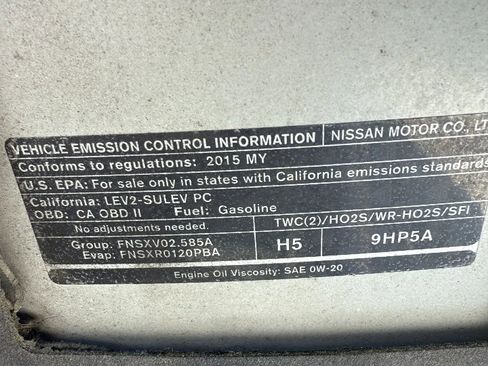 VEHICLE EMISSION CONTROL INFORMATION NISSAN MOTOR CO., LT
Conforms to regulations: 2015 MY
U.S. EPA: For sale only in states with California emissions standards
California: LEV2-SULEV PC
OBD: CA OBD II Fuel: Gasoline
No adjustments needed. TWC(2)/HO2S/WR-HO2S/SFI
Group: FNSXV02.585A H5 9HP5A
Evap: FNSXR0120PBA
Engine Oil Viscosity: SAE 0W-20